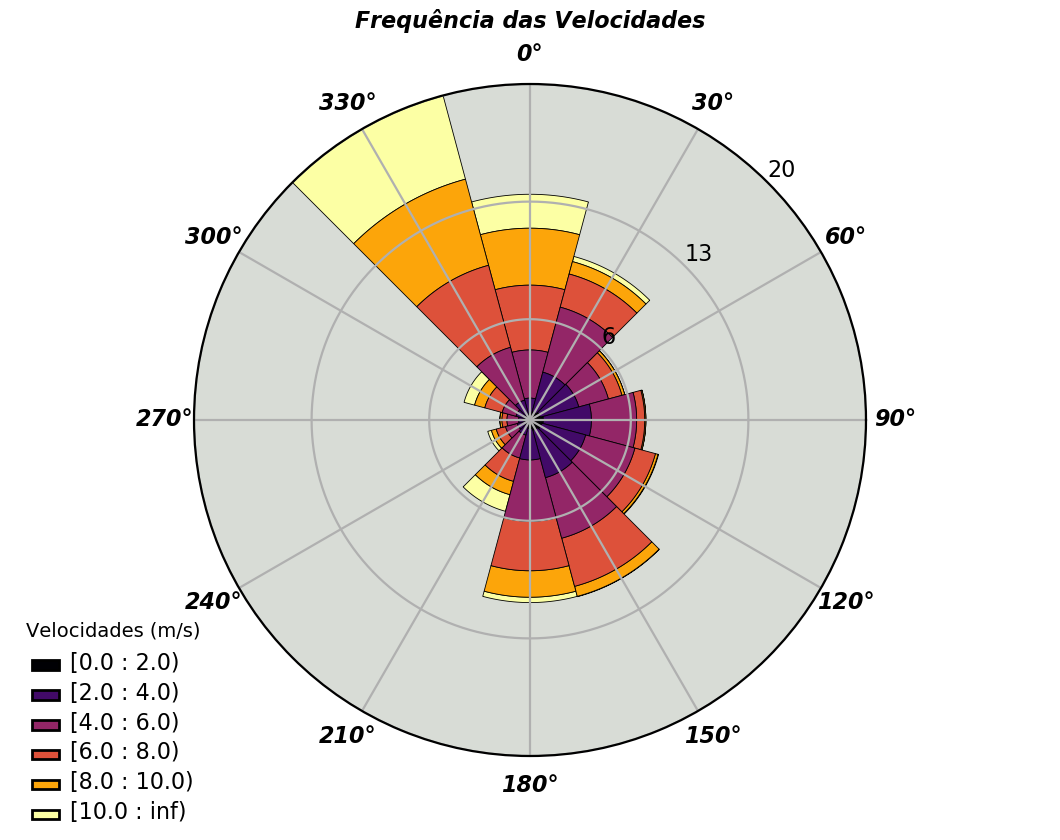 Frequência das Velocidades
0°
30°
60°
90°
120°
150°
180°
210°
240°
270°
300°
330°
20
13
6
Velocidades (m/s)
[0.0 : 2.0)
[2.0 : 4.0)
[4.0 : 6.0)
[6.0 : 8.0)
[8.0 : 10.0)
[10.0 : inf)